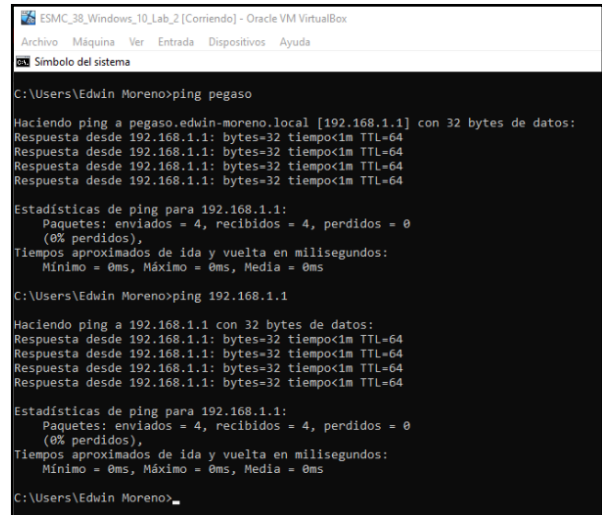 ESMC_38_Windows_10_Lab_2 [Corriendo] - Oracle VM VirtualBox
Archivo Máquina Ver Entrada Dispositivos Ayuda
Símbolo del sistema
C:\Users\Edwin Moreno>ping pegaso
Haciendo ping a pegaso.edwin-moreno.local [192.168.1.1] con 32 bytes de datos:
Respuesta desde 192.168.1.1: bytes=32 tiempo<1m TTL=64
Respuesta desde 192.168.1.1: bytes=32 tiempo<1m TTL=64
Respuesta desde 192.168.1.1: bytes=32 tiempo<1m TTL=64
Respuesta desde 192.168.1.1: bytes=32 tiempo<1m TTL=64
Estadísticas de ping para 192.168.1.1:
Paquetes: enviados = 4, recibidos = 4, perdidos = 0
(0% perdidos),
Tiempos aproximados de ida y vuelta en milisegundos:
Mínimo = 0ms, Máximo = 0ms, Media = 0ms
C:\Users\Edwin Moreno>ping 192.168.1.1
Haciendo ping a 192.168.1.1 con 32 bytes de datos:
Respuesta desde 192.168.1.1: bytes=32 tiempo<1m TTL=64
Respuesta desde 192.168.1.1: bytes=32 tiempo<1m TTL=64
Respuesta desde 192.168.1.1: bytes=32 tiempo<1m TTL=64
Respuesta desde 192.168.1.1: bytes=32 tiempo<1m TTL=64
Estadísticas de ping para 192.168.1.1:
Paquetes: enviados = 4, recibidos = 4, perdidos = 0
(0% perdidos),
Tiempos aproximados de ida y vuelta en milisegundos:
Mínimo = 0ms, Máximo = 0ms, Media = 0ms
C:\Users\Edwin Moreno>_